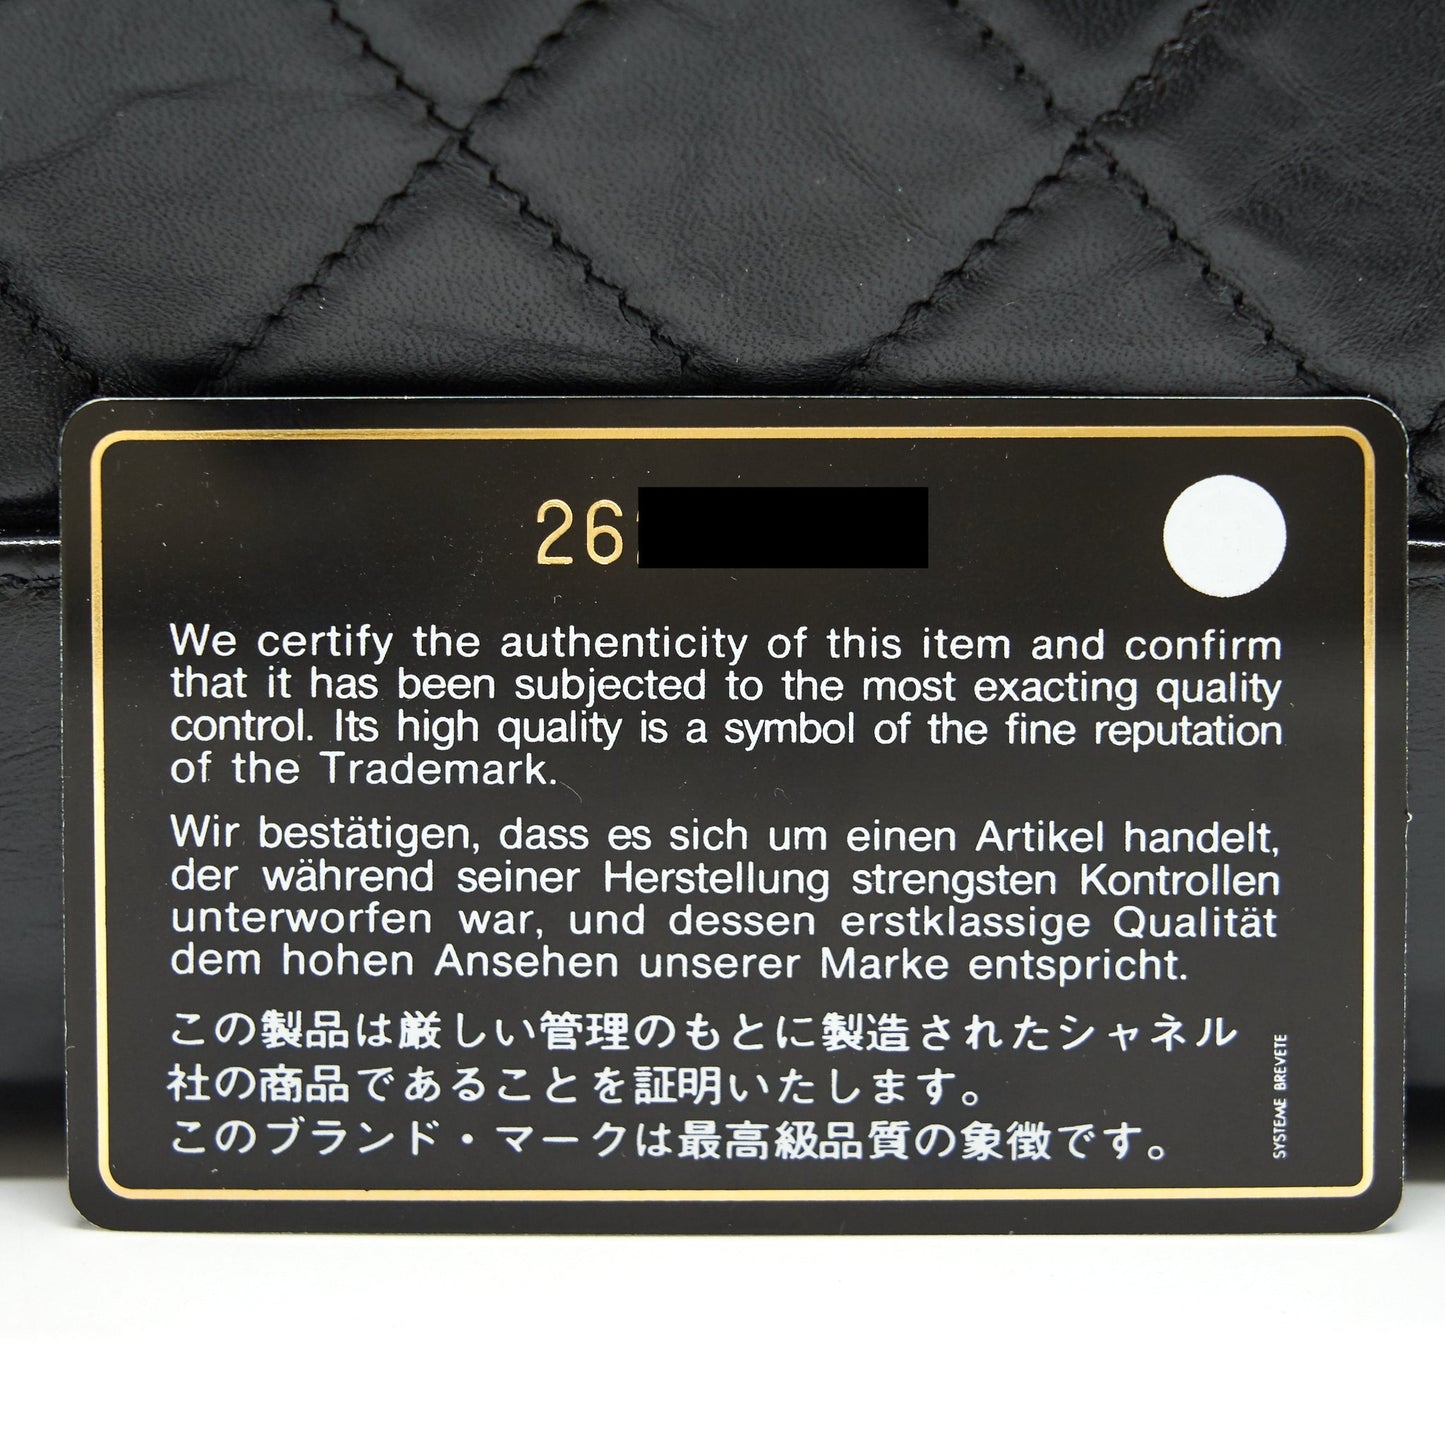 26
We certify the authenticity of this item and confirm
that it has been subjected to the most exacting quality
control. Its high quality is a symbol of the fine reputation
of the Trademark.
Wir bestätigen, dass es sich um einen Artikel handelt,
der während seiner Herstellung strengsten Kontrollen
unterworfen war, und dessen erstklassige Qualität
dem hohen Ansehen unserer Marke entspricht.
この製品は厳しい管理のもとに製造されたシャネル
社の商品であることを証明いたします。
このブランド・マークは最高級品質の象徴です。
SYSTEME BREVETE